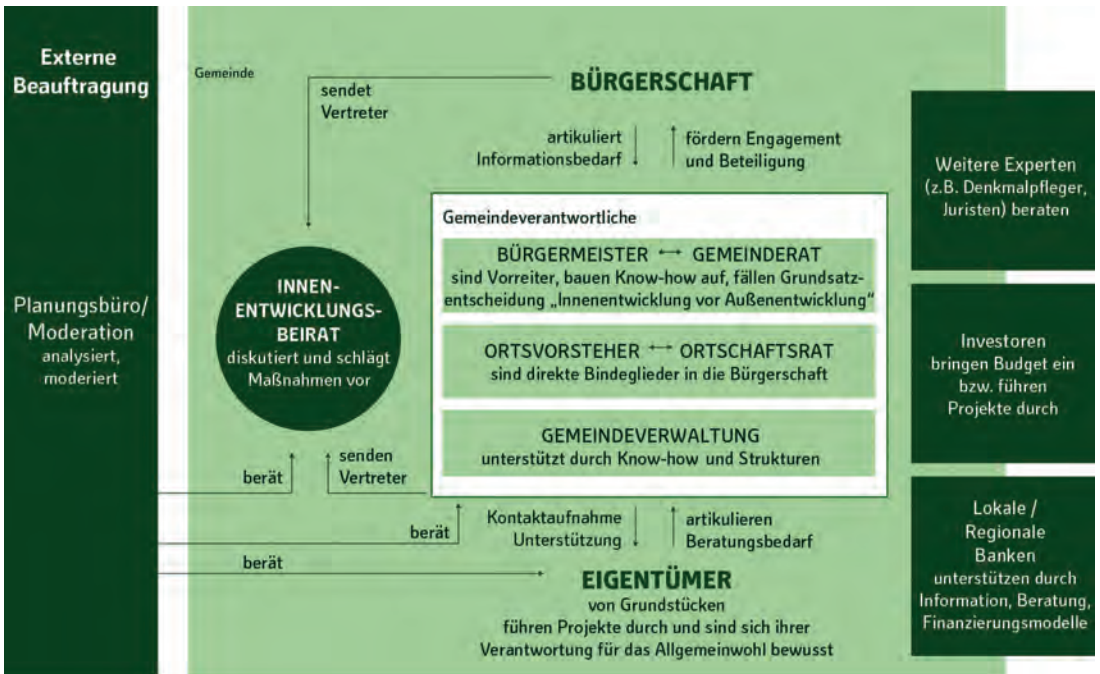 Externe
Beauftragung
Planungsbüro/
Moderation
analysiert,
moderiert
Gemeinde
BÜRGERSCHAFT
sendet
Vertreter
artikuliert
Informationsbedarf
fördern Engagement
und Beteiligung
INNEN-
ENTWICKLUNGS-
BEIRAT
diskutiert und schlägt
Maßnahmen vor
Gemeindeverantwortliche
BÜRGERMEISTER ↔ GEMEINDERAT
sind Vorreiter, bauen Know-how auf, fällen Grundsatz-
entscheidung „Innenentwicklung vor Außenentwicklung“
ORTSVORSTEHER ↔ ORTSCHAFTSRAT
sind direkte Bindeglieder in die Bürgerschaft
GEMEINDEVERWALTUNG
unterstützt durch Know-how und Strukturen
berät
senden
Vertreter
berät
berät
Kontaktaufnahme
Unterstützung
artikulieren
Beratungsbedarf
EIGENTÜMER
von Grundstücken
führen Projekte durch und sind sich ihrer
Verantwortung für das Allgemeinwohl bewusst
Weitere Experten
(z.B. Denkmalpfleger,
Juristen) beraten
Investoren
bringen Budget ein
bzw. führen
Projekte durch
Lokale /
Regionale
Banken
unterstützen durch
Information, Beratung,
Finanzierungsmodelle